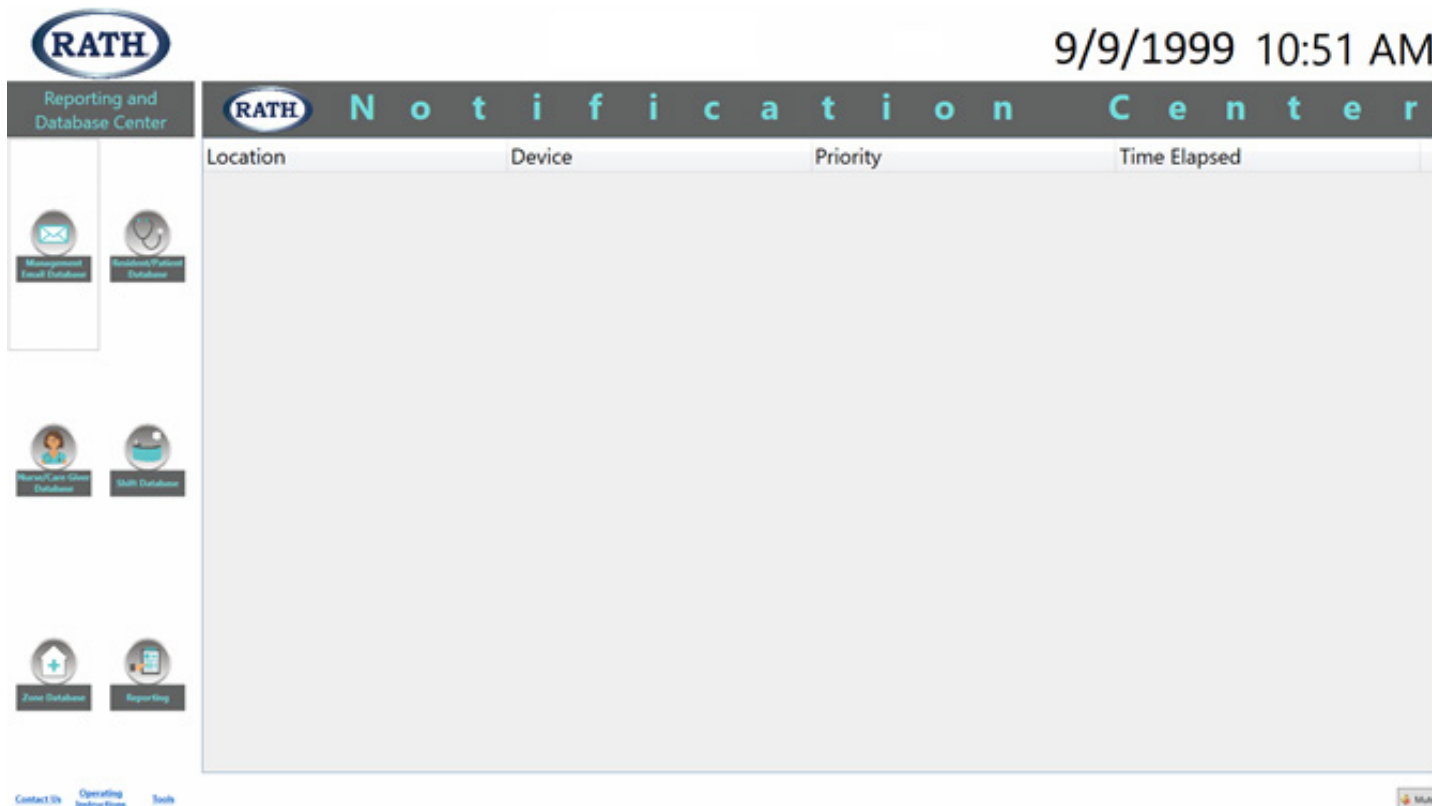 RATH
9/9/1999 10:51 AM
Reporting and
Database Center
RATH Notification Center
Location Device Priority Time Elapsed
Management
Email Database
Resident/Patient
Database
Nurse/Care Giver
Database
Shift Database
Zone Database
Reporting
Contact Us
Operating
Instructions
Tools